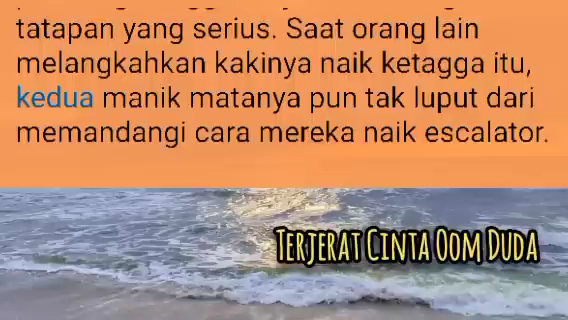 tatapan yang serius. Saat orang lain
melangkahkan kakinya naik ketagga itu,
kedua manik matanya pun tak luput dari
memandangi cara mereka naik escalator.
Terjerat Cinta Oom Duda